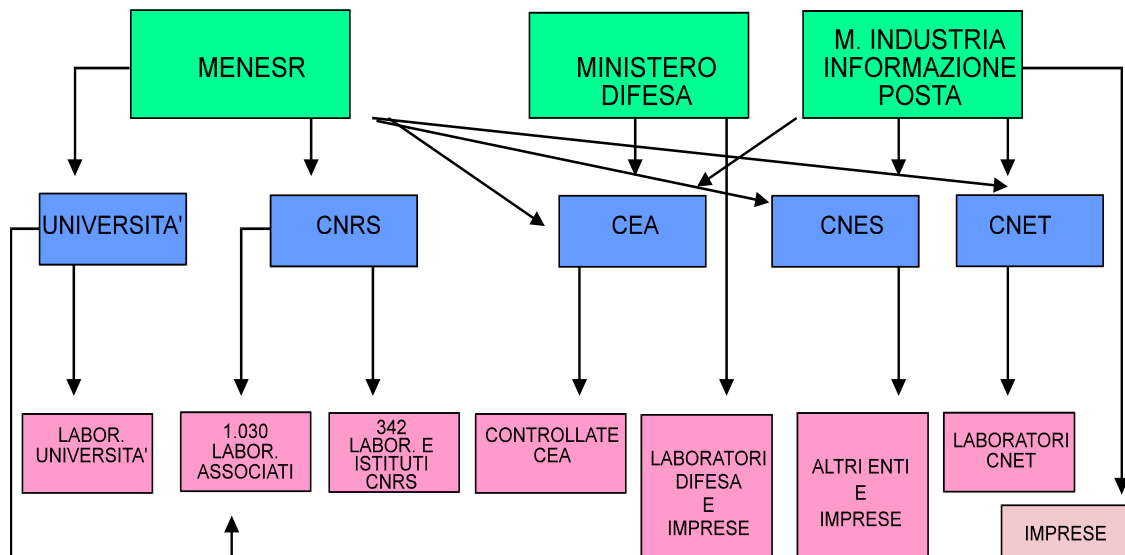 MENESR
MINISTERO
DIFESA
M. INDUSTRIA
INFORMAZIONE
POSTA
UNIVERSITA'
CNRS
CEA
CNES
CNET
LABOR.
UNIVERSITA'
1.030
LABOR.
ASSOCIATI
342
LABOR. E
ISTITUTI
CNRS
CONTROLLATE
CEA
LABORATORI
DIFESA
E
IMPRESE
ALTRI ENTI
E
IMPRESE
LABORATORI
CNET
IMPRESE